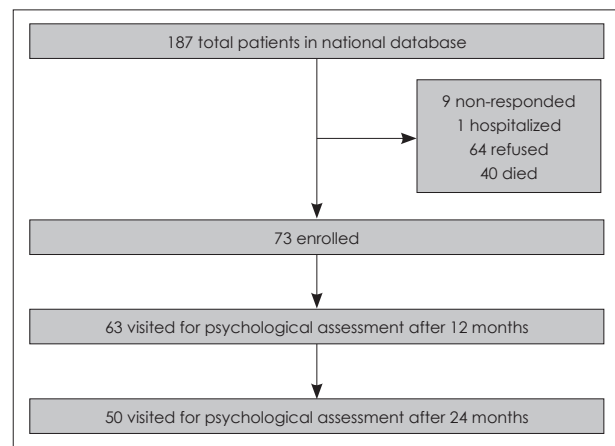 187 total patients in national database
9 non-responded
1 hospitalized
64 refused
40 died
73 enrolled
63 visited for psychological assessment after 12 months
50 visited for psychological assessment after 24 months